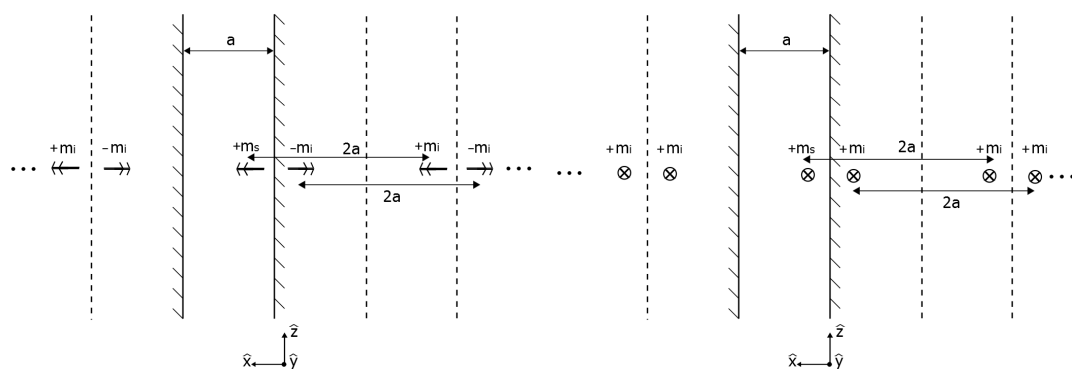 a
a
+mᵢ −mᵢ +mₛ −mᵢ 2a +mᵢ −mᵢ
+mᵢ +mᵢ +mₛ +mᵢ 2a +mᵢ +mᵢ
2a
2a
ẑ
x̂ ŷ
ẑ
x̂ ŷ